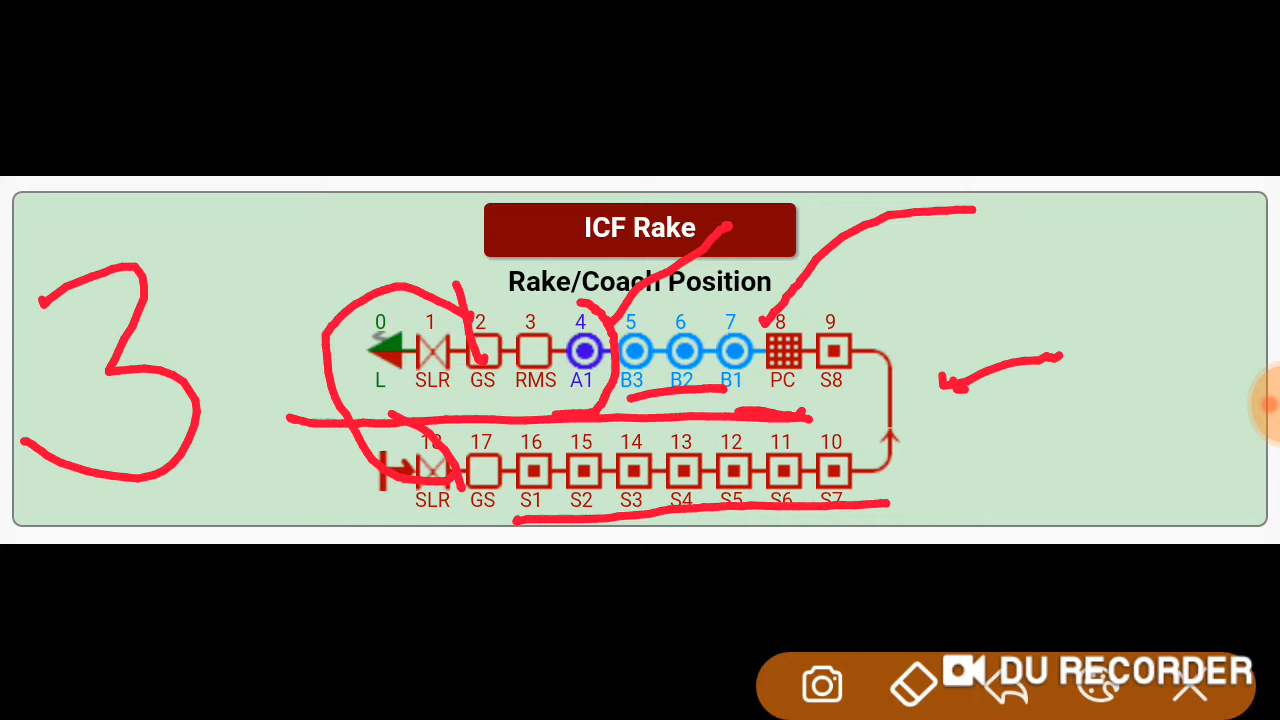 ICF Rake
Rake/Coach Position
0 1 2 3 4 5 6 7 8 9
L SLR GS RMS A1 B3 B2 B1 PC S8
18 17 16 15 14 13 12 11 10
SLR GS S1 S2 S3 S4 S5 S6 S7
3
DU RECORDER